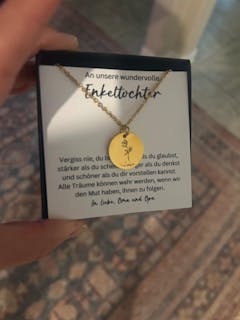 An unsere wundervolle
Enkeltochter
Vergiss nie, du als du glaubst,
stärker als du als du denkst
und schöner als du dir vorstellen kannst.
Alle Träume können wahr werden, wenn wir
den Mut haben, ihnen zu folgen.
In Liebe, Oma und Opa